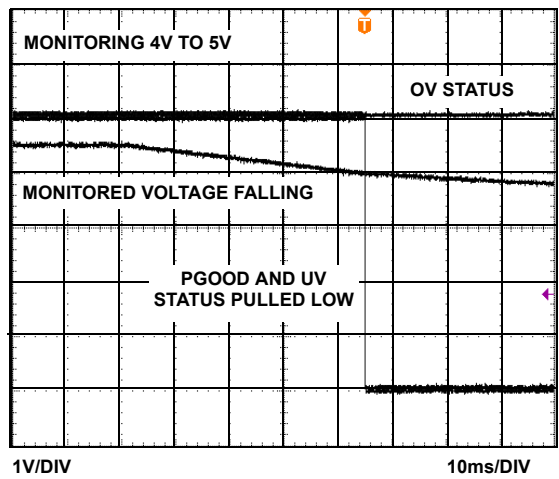 MONITORING 4V TO 5V
T
OV STATUS
MONITORED VOLTAGE FALLING
PGOOD AND UV
STATUS PULLED LOW
1V/DIV
10ms/DIV